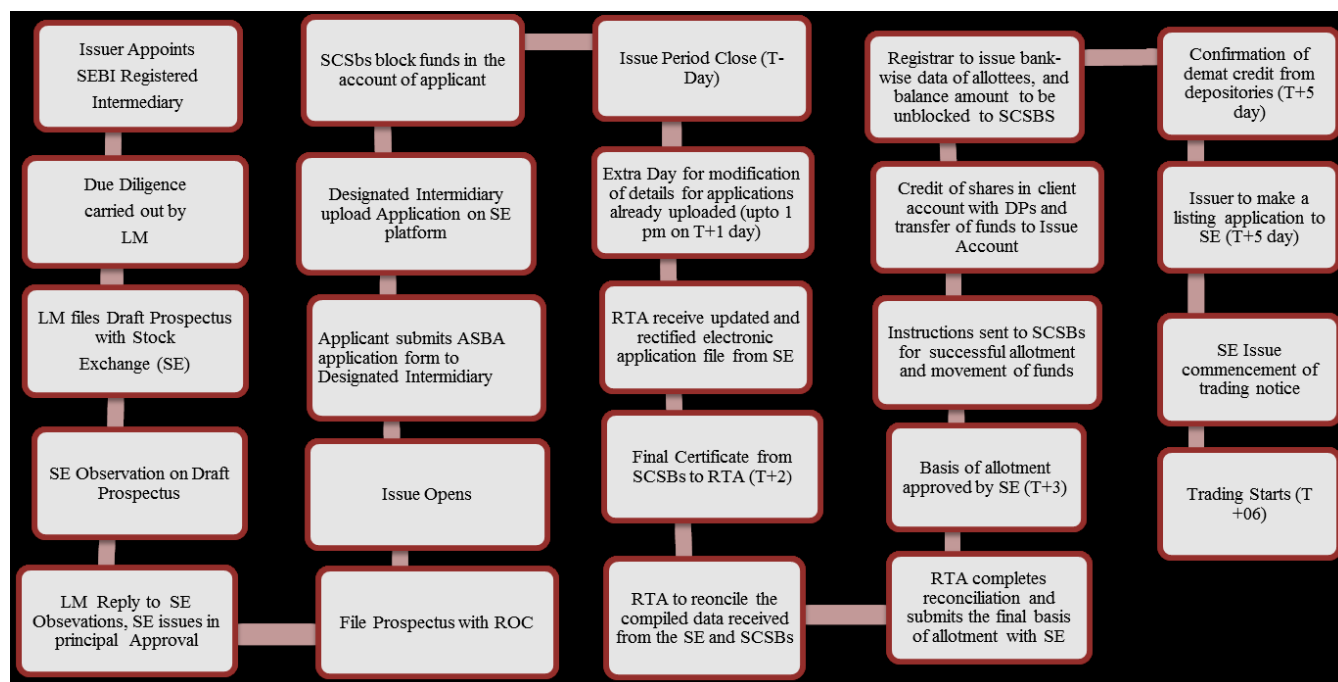 Issuer Appoints
SEBI Registered
Intermediary
Due Diligence
carried out by
LM
LM files Draft Prospectus
with Stock
Exchange (SE)
SE Observation on Draft
Prospectus
LM Reply to SE
Obsevations, SE issues in
principal Approval
File Prospectus with ROC
Issue Opens
Applicant submits ASBA
application form to
Designated Intermidiary
Designated Intermidiary
upload Application on SE
platform
SCSbs block funds in the
account of applicant
Issue Period Close (T-
Day)
Extra Day for modification
of details for applications
already uploaded (upto 1
pm on T+1 day)
RTA receive updated and
rectified electronic
application file from SE
Final Certificate from
SCSBs to RTA (T+2)
RTA to reconcile the
compiled data received
from the SE and SCSBs
RTA completes
reconciliation and
submits the final basis
of allotment with SE
Basis of allotment
approved by SE (T+3)
Instructions sent to SCSBs
for successful allotment
and movement of funds
Credit of shares in client
account with DPs and
transfer of funds to Issue
Account
Registrar to issue bank-
wise data of allottees, and
balance amount to be
unblocked to SCSBS
Confirmation of
demat credit from
depositories (T+5
day)
Issuer to make a
listing application to
SE (T+5 day)
SE Issue
commencement of
trading notice
Trading Starts (T
+06)